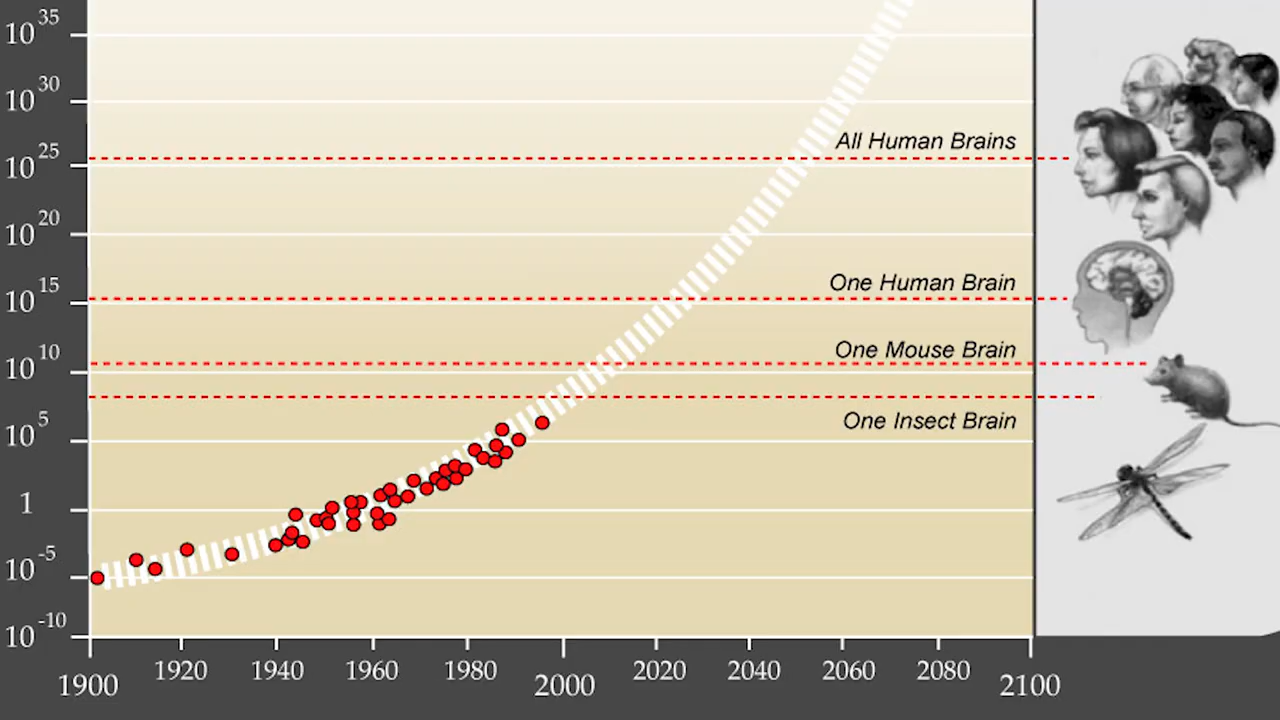 10^35
10^30
All Human Brains
10^25
10^20
One Human Brain
10^15
One Mouse Brain
10^10
One Insect Brain
10^5
1
10^-5
10^-10
1900 1920 1940 1960 1980 2000 2020 2040 2060 2080 2100